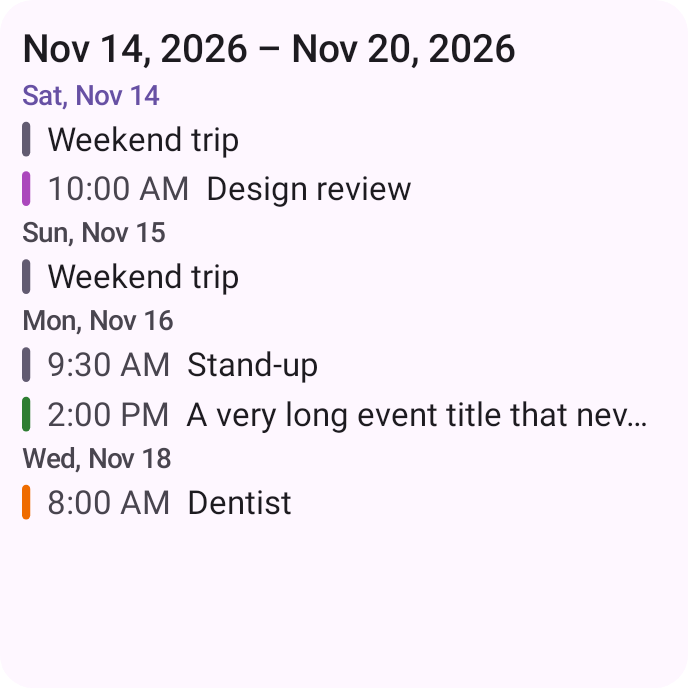 Nov 14, 2026 – Nov 20, 2026
Sat, Nov 14
Weekend trip
10:00 AM Design review
Sun, Nov 15
Weekend trip
Mon, Nov 16
9:30 AM Stand-up
2:00 PM A very long event title that nev...
Wed, Nov 18
8:00 AM Dentist